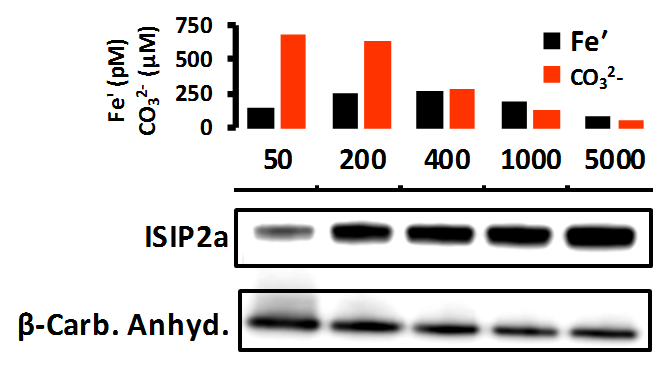 Fe' (pM)
CO₃²⁻ (μM)
750
500
250
0
Fe′
CO₃²⁻
50 200 400 1000 5000
ISIP2a
β-Carb. Anhyd.